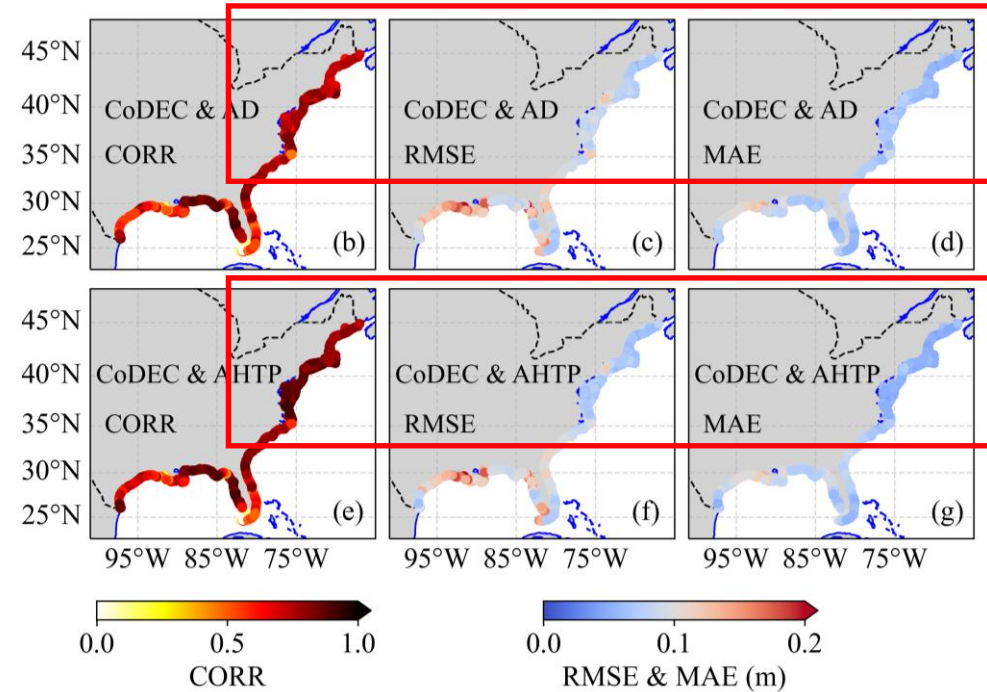 45°N
40°N
35°N
30°N
25°N
CoDEC & AD
CORR
(b)
CoDEC & AD
RMSE
(c)
CoDEC & AD
MAE
(d)
45°N
40°N
35°N
30°N
25°N
CoDEC & AHTP
CORR
(e)
CoDEC & AHTP
RMSE
(f)
CoDEC & AHTP
MAE
(g)
95°W 85°W 75°W
95°W 85°W 75°W
95°W 85°W 75°W
0.0 0.5 1.0
CORR
0.0 0.1 0.2
RMSE & MAE (m)